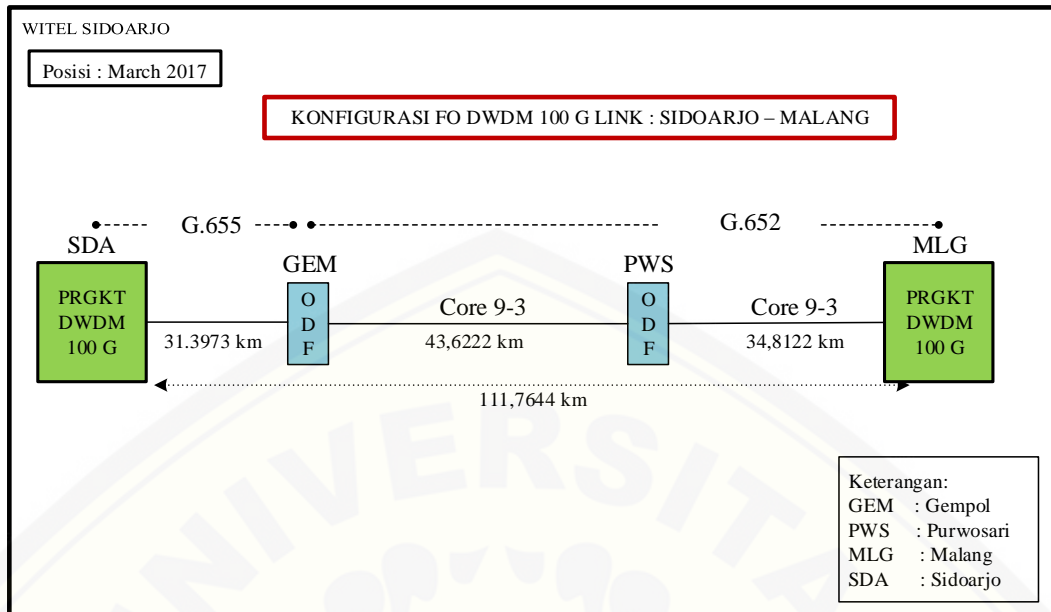 WITEL SIDOARJO
Posisi : March 2017
KONFIGURASI FO DWDM 100 G LINK : SIDOARJO – MALANG
G.655
G.652
SDA
GEM
PWS
MLG
PRGKT
DWDM
100 G
31.3973 km
O
D
F
Core 9-3
43,6222 km
O
D
F
Core 9-3
34,8122 km
PRGKT
DWDM
100 G
111,7644 km
Keterangan:
GEM : Gempol
PWS : Purwosari
MLG : Malang
SDA : Sidoarjo
NIVERSITA